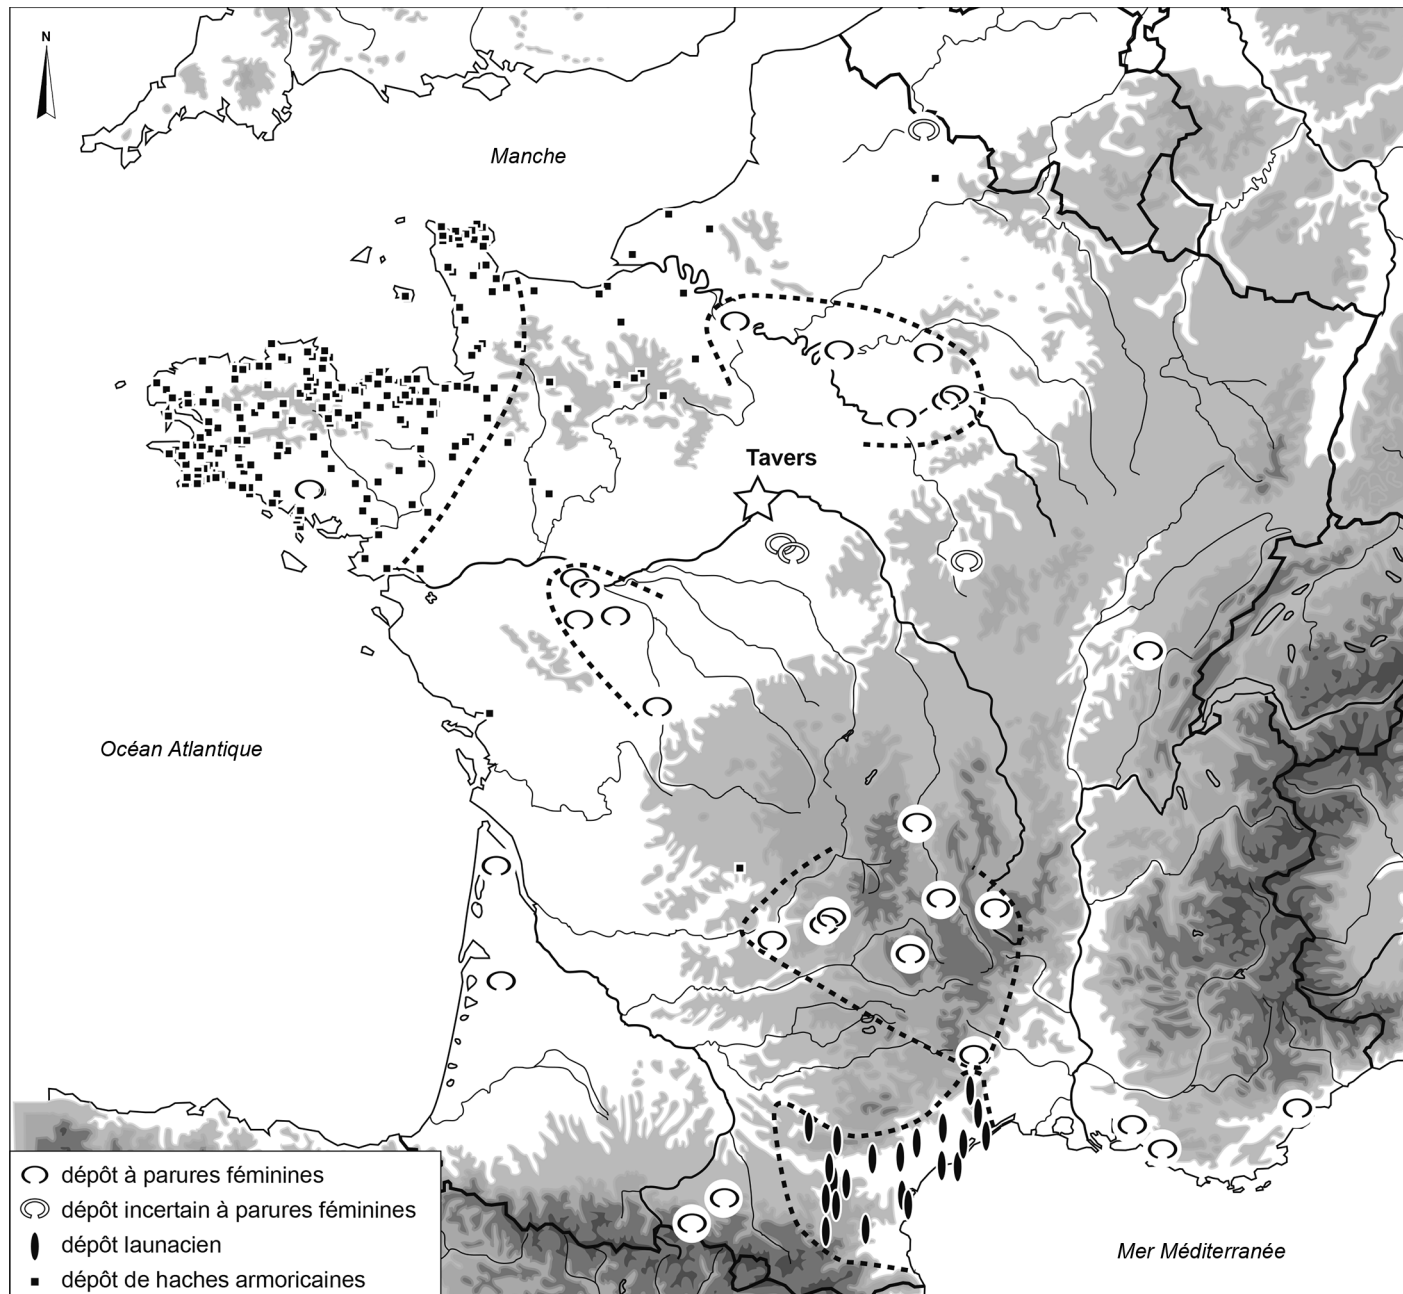 N
Manche
Tavers
Océan Atlantique
dépôt à parures féminines
dépôt incertain à parures féminines
dépôt launacien
dépôt de haches armoricaines
Mer Méditerranée